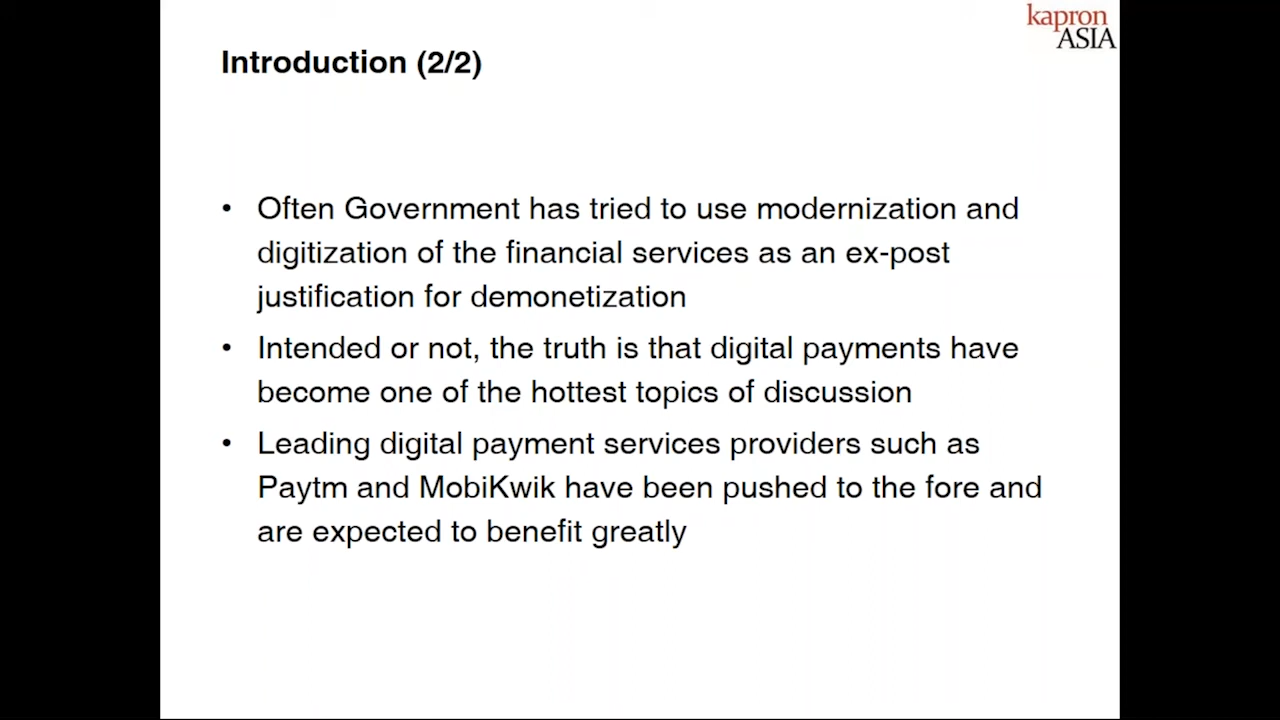 kapron
ASIA
Introduction (2/2)
• Often Government has tried to use modernization and
digitization of the financial services as an ex-post
justification for demonetization
• Intended or not, the truth is that digital payments have
become one of the hottest topics of discussion
• Leading digital payment services providers such as
Paytm and MobiKwik have been pushed to the fore and
are expected to benefit greatly